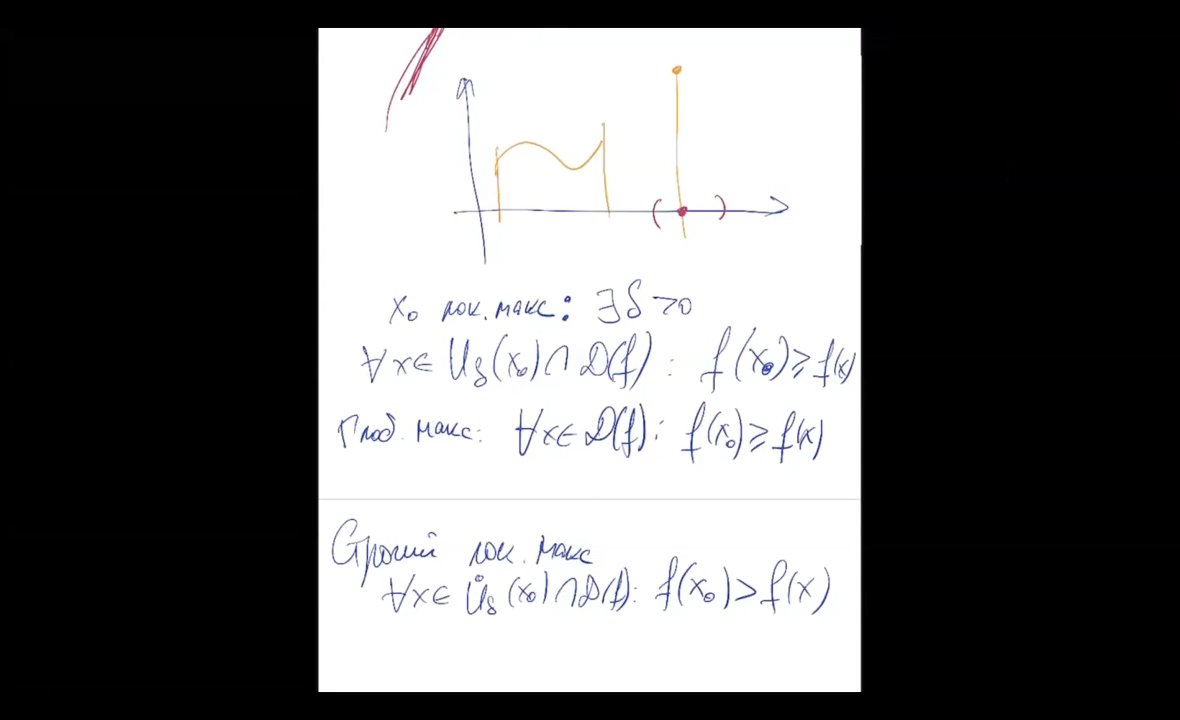 x₀ лок. макс: ∃δ>0
∀x∈ U_δ(x₀)∩D(f): f(x₀)≥f(x)
Глоб. макс: ∀x∈D(f): f(x₀)≥f(x)
Строгий лок. макс
∀x∈ Ů_δ(x₀)∩D(f): f(x₀)>f(x)